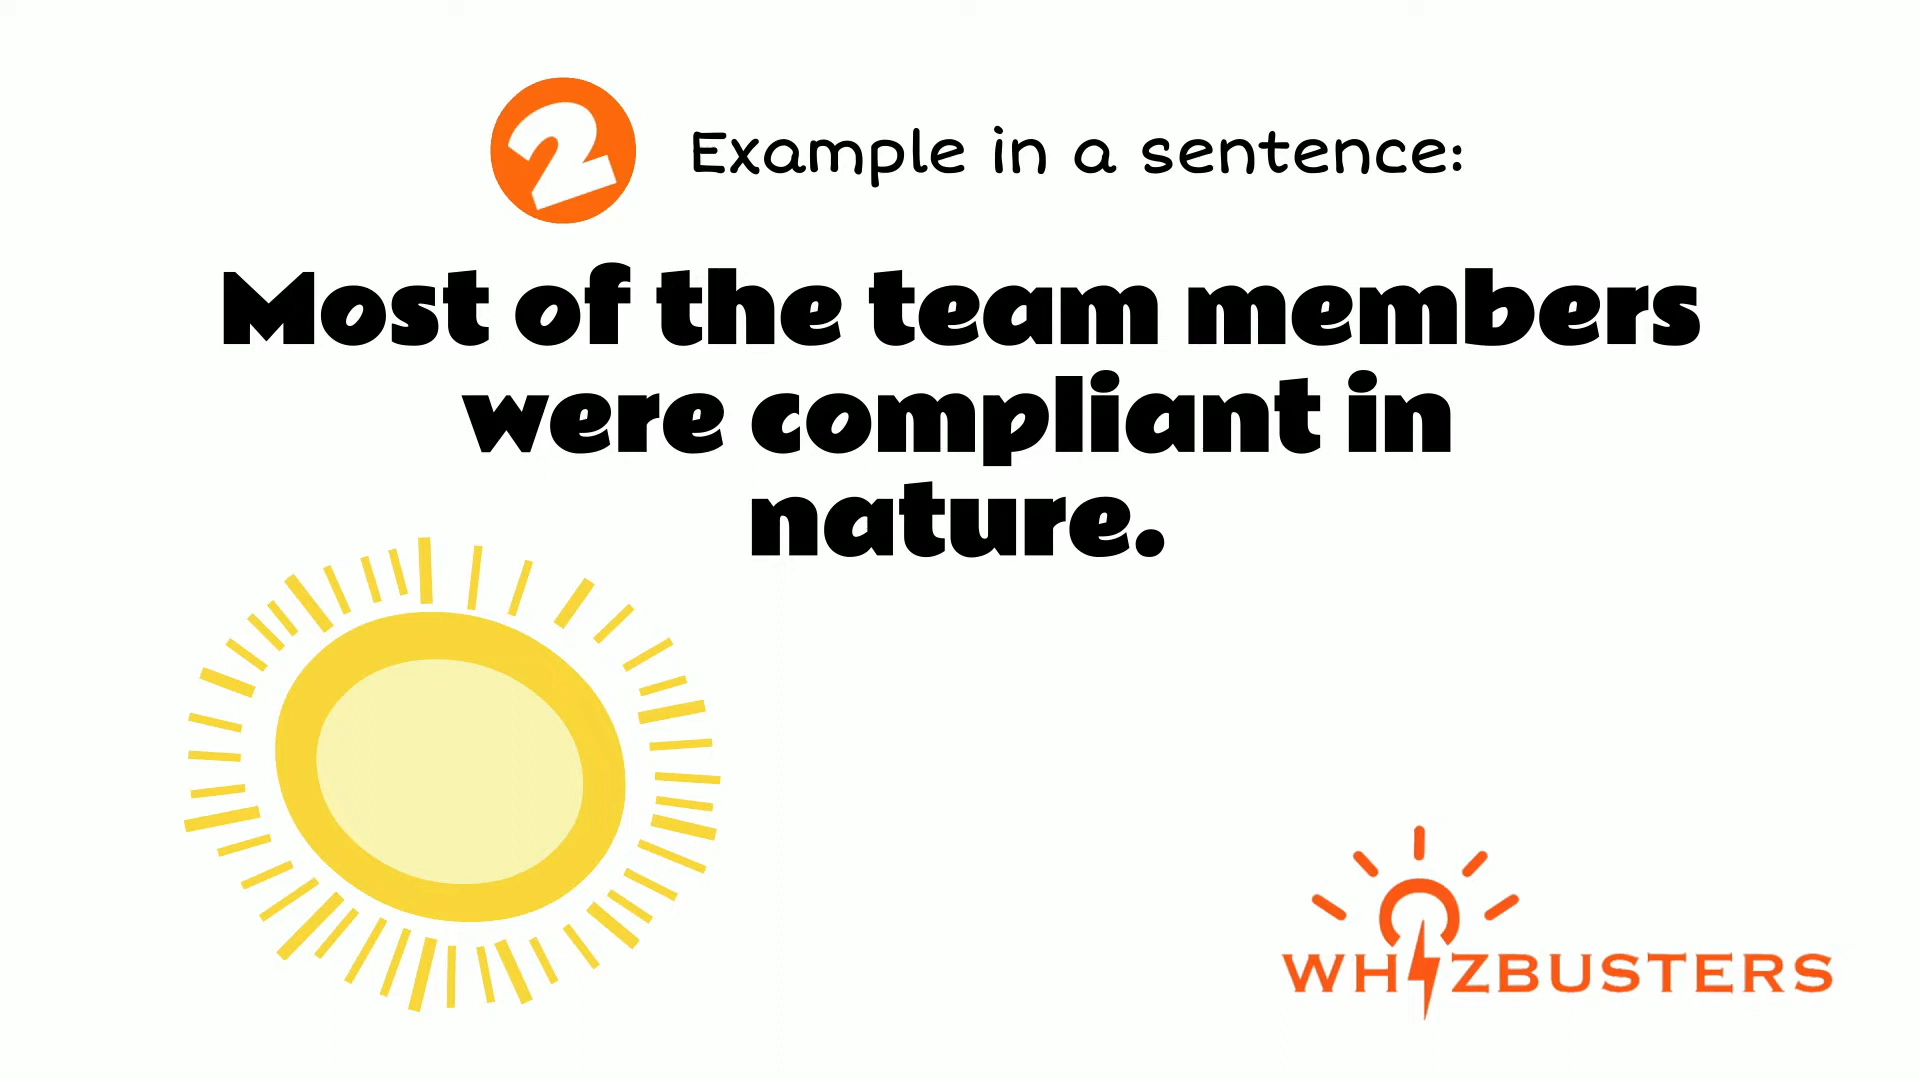 2 Example in a sentence:
Most of the team members
were compliant in
nature.
WHIZBUSTERS